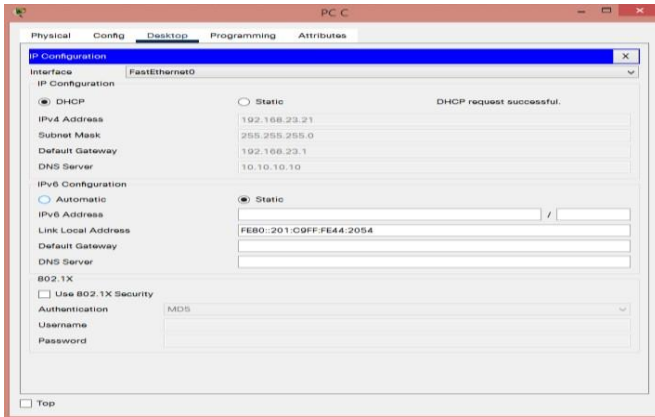 PC C
Physical Config Desktop Programming Attributes
IP Configuration X
Interface FastEthernet0
IP Configuration
DHCP Static DHCP request successful.
IPv4 Address 192.168.23.21
Subnet Mask 255.255.255.0
Default Gateway 192.168.23.1
DNS Server 10.10.10.10
IPv6 Configuration
Automatic Static
IPv6 Address /
Link Local Address FE80::201:C9FF:FE44:2054
Default Gateway
DNS Server
802.1X
Use 802.1X Security
Authentication MD5
Username
Password
Top